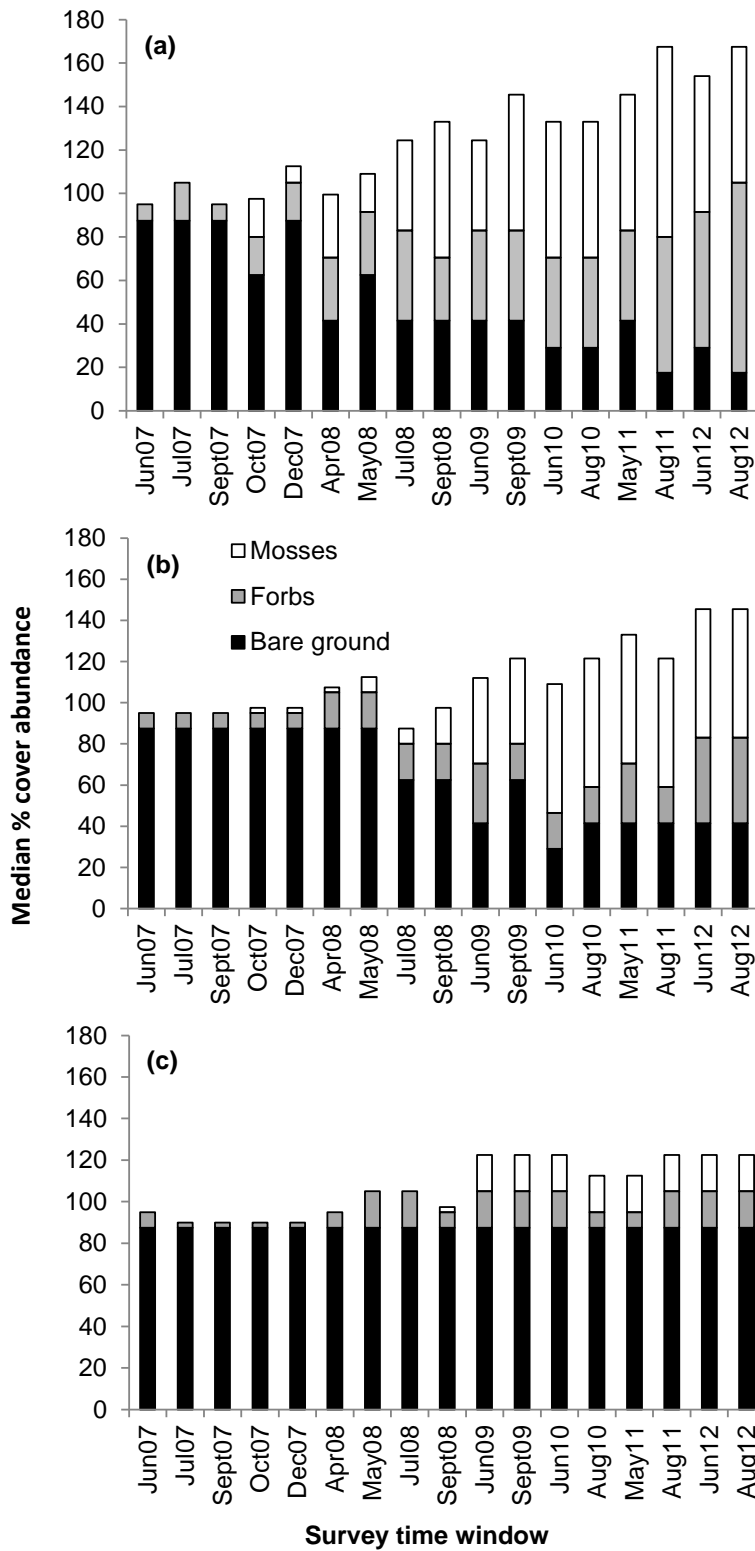 180
160
140
120
100
80
60
40
20
0
(a)
Jun07
Jul07
Sept07
Oct07
Dec07
Apr08
May08
Jul08
Sept08
Jun09
Sept09
Jun10
Aug10
May11
Aug11
Jun12
Aug12
Median % cover abundance
180
160
140
120
100
80
60
40
20
0
(b)
Mosses
Forbs
Bare ground
Jun07
Jul07
Sept07
Oct07
Dec07
Apr08
May08
Jul08
Sept08
Jun09
Sept09
Jun10
Aug10
May11
Aug11
Jun12
Aug12
180
160
140
120
100
80
60
40
20
0
(c)
Jun07
Jul07
Sept07
Oct07
Dec07
Apr08
May08
Jul08
Sept08
Jun09
Sept09
Jun10
Aug10
May11
Aug11
Jun12
Aug12
Survey time window